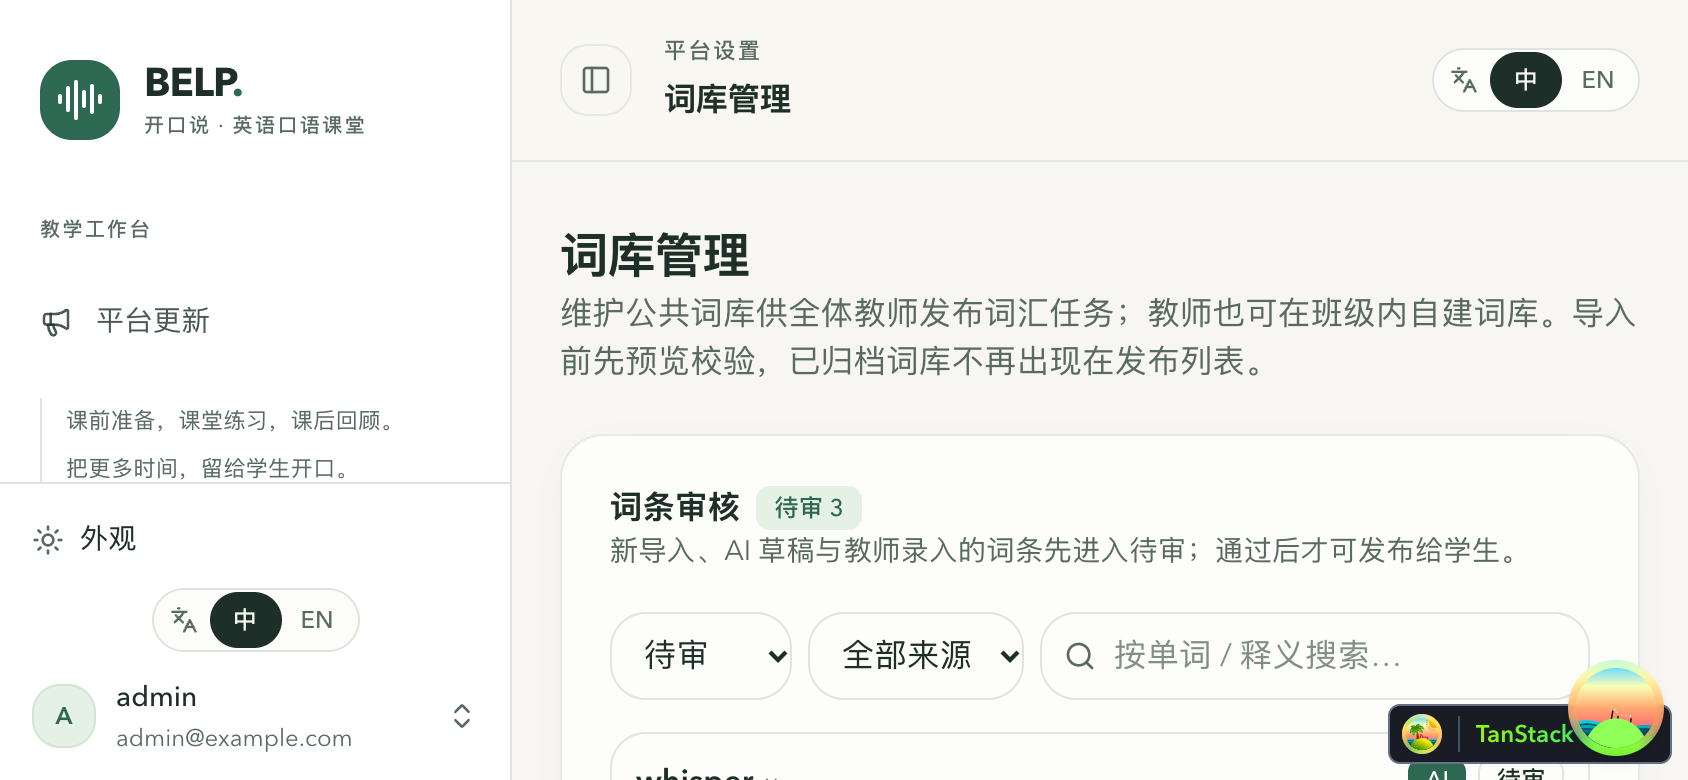 BELP.
开口说 · 英语口语课堂
教学工作台
平台更新
课前准备，课堂练习，课后回顾。
把更多时间，留给学生开口。
外观
中 EN
A
admin
admin@example.com
平台设置
词库管理
中 EN
词库管理
维护公共词库供全体教师发布词汇任务；教师也可在班级内自建词库。导入
前先预览校验，已归档词库不再出现在发布列表。
词条审核 待审 3
新导入、AI 草稿与教师录入的词条先进入待审；通过后才可发布给学生。
待审 全部来源 按单词 / 释义搜索...
TanStack
whisper
AI 待审